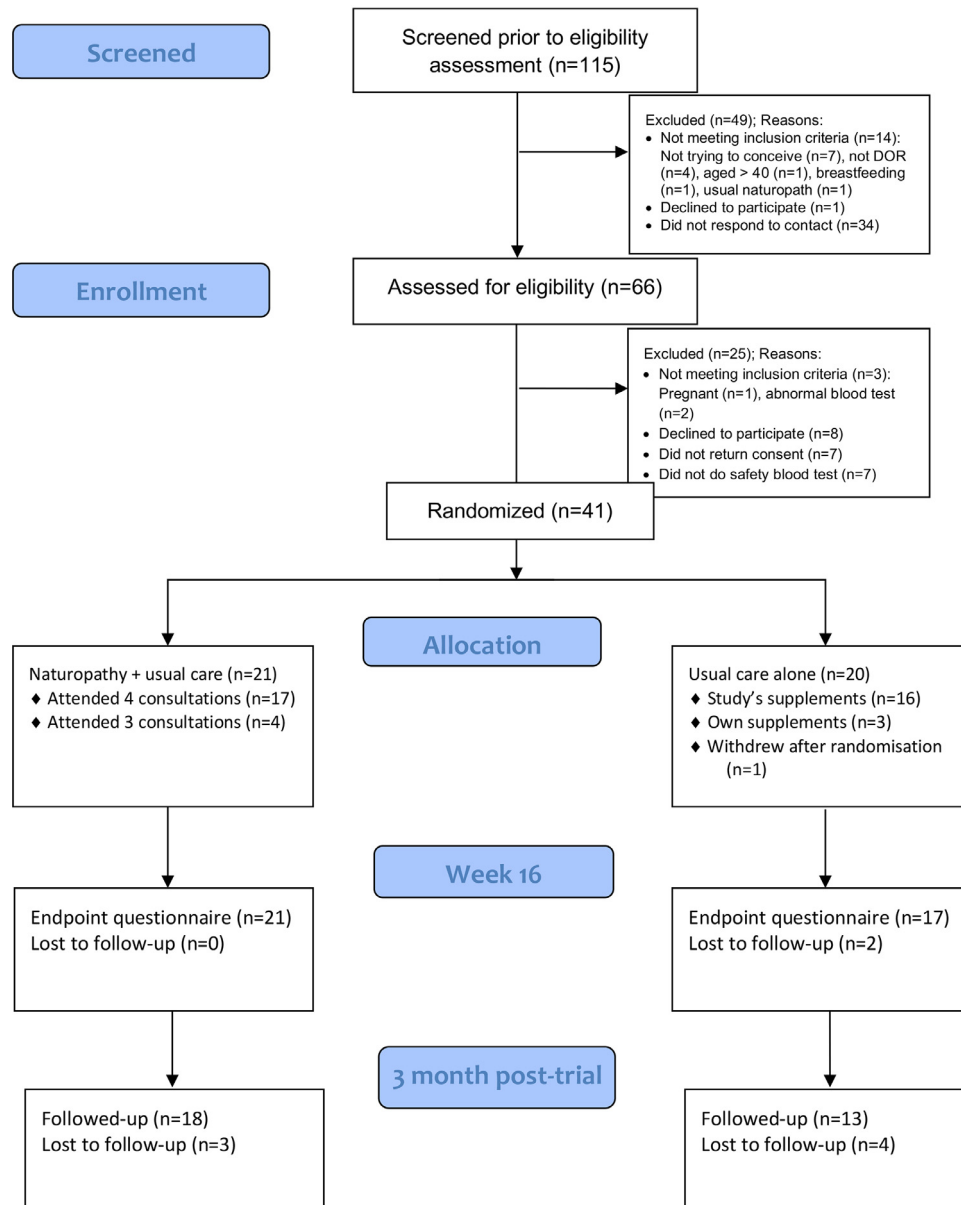 Screened
Screened prior to eligibility
assessment (n=115)
Excluded (n=49); Reasons:
• Not meeting inclusion criteria (n=14):
Not trying to conceive (n=7), not DOR
(n=4), aged > 40 (n=1), breastfeeding
(n=1), usual naturopath (n=1)
• Declined to participate (n=1)
• Did not respond to contact (n=34)
Enrollment
Assessed for eligibility (n=66)
Excluded (n=25); Reasons:
• Not meeting inclusion criteria (n=3):
Pregnant (n=1), abnormal blood test
(n=2)
• Declined to participate (n=8)
• Did not return consent (n=7)
• Did not do safety blood test (n=7)
Randomized (n=41)
Allocation
Naturopathy + usual care (n=21)
♦ Attended 4 consultations (n=17)
♦ Attended 3 consultations (n=4)
Usual care alone (n=20)
♦ Study’s supplements (n=16)
♦ Own supplements (n=3)
♦ Withdrew after randomisation
(n=1)
Week 16
Endpoint questionnaire (n=21)
Lost to follow-up (n=0)
Endpoint questionnaire (n=17)
Lost to follow-up (n=2)
3 month post-trial
Followed-up (n=18)
Lost to follow-up (n=3)
Followed-up (n=13)
Lost to follow-up (n=4)